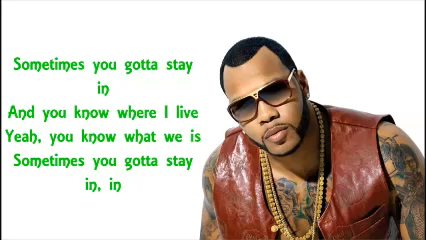 Sometimes you gotta stay
in
And you know where I live
Yeah, you know what we is
Sometimes you gotta stay
in, in